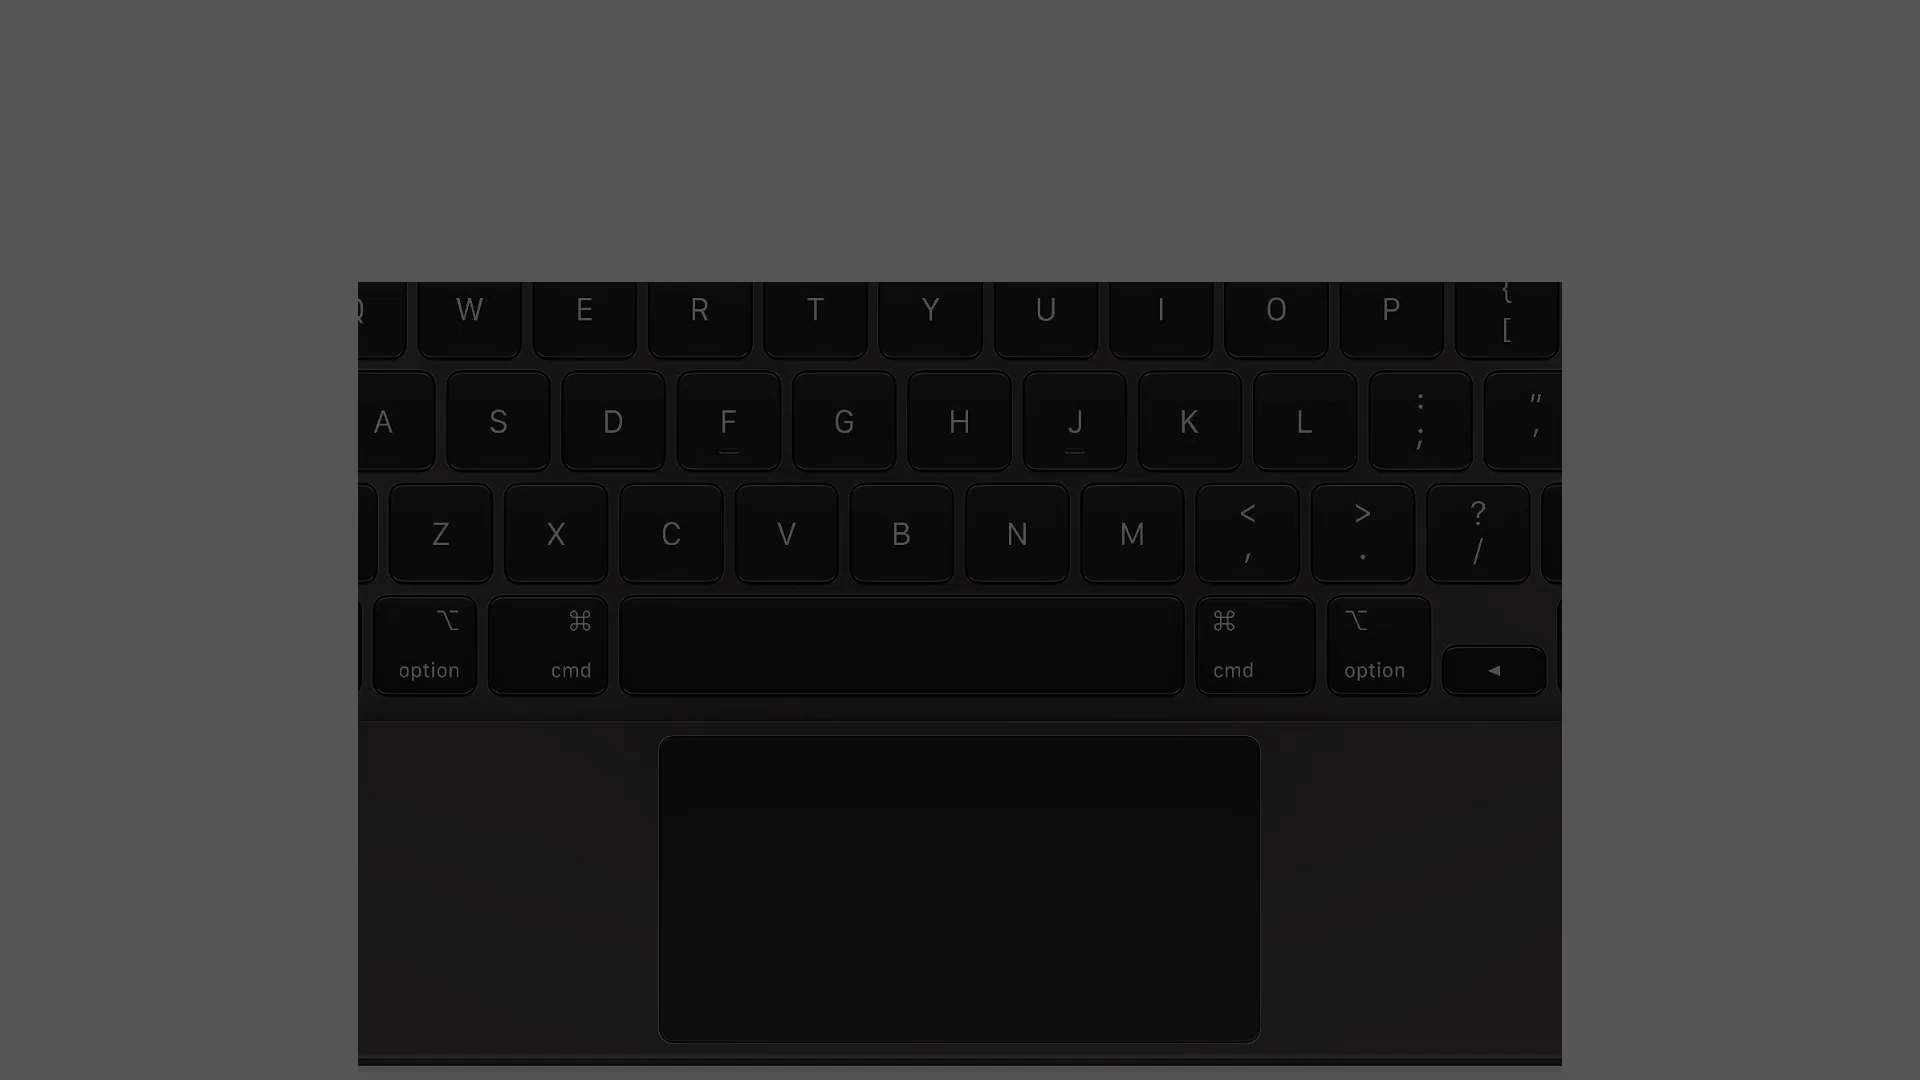 Q W E R T Y U I O P {
[
A S D F G H J K L : "
; '
Z X C V B N M < > ?
, . /
⌥ ⌘ ⌘ ⌥
option cmd cmd option ◄